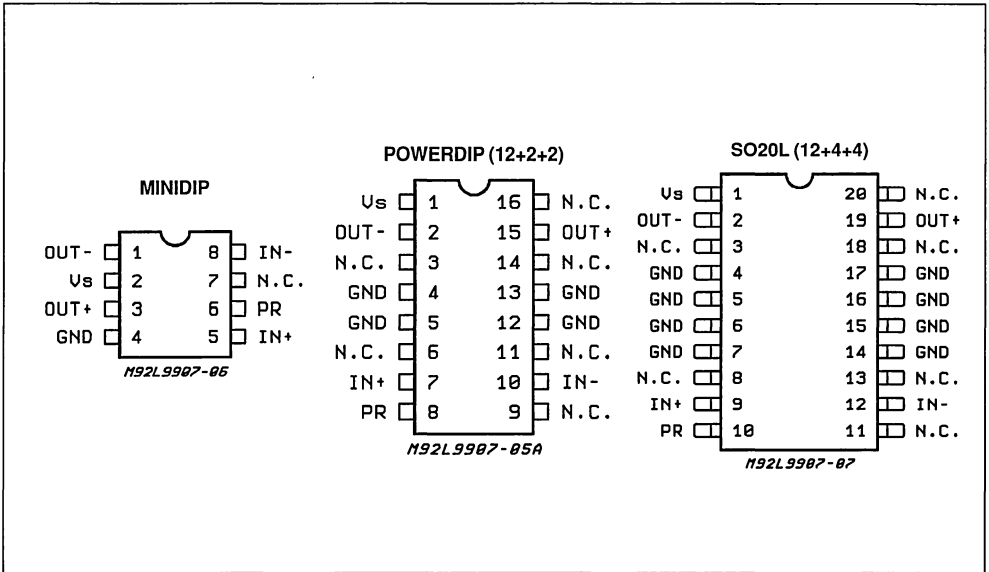 MINIDIP
OUT- 1 8 IN-
Vs 2 7 N.C.
OUT+ 3 6 PR
GND 4 5 IN+
M92L9907-06
POWERDIP (12+2+2)
Vs 1 16 N.C.
OUT- 2 15 OUT+
N.C. 3 14 N.C.
GND 4 13 GND
GND 5 12 GND
N.C. 6 11 N.C.
IN+ 7 10 IN-
PR 8 9 N.C.
M92L9907-05A
SO20L (12+4+4)
Vs 1 20 N.C.
OUT- 2 19 OUT+
N.C. 3 18 N.C.
GND 4 17 GND
GND 5 16 GND
GND 6 15 GND
GND 7 14 GND
N.C. 8 13 N.C.
IN+ 9 12 IN-
PR 10 11 N.C.
M92L9907-07